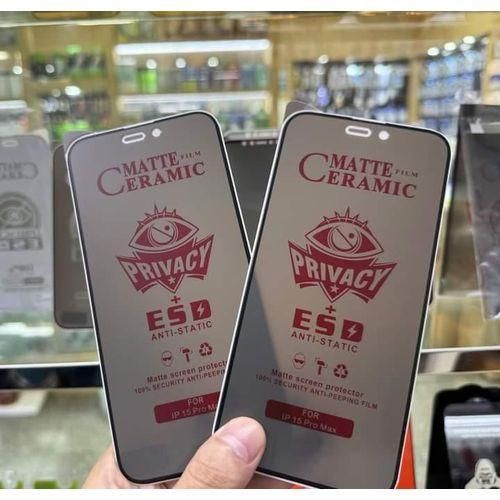 MATTE FILM
CERAMIC
PRIVACY
+
ESD
ANTI-STATIC
Matte screen protector
100% SECURITY ANTI-PEEPING FILM
FOR
IP 15 Pro Max
MATTE FILM
CERAMIC
PRIVACY
+
ESD
ANTI-STATIC
Matte screen protector
100% SECURITY ANTI-PEEPING FILM
FOR
IP 15 Pro Max